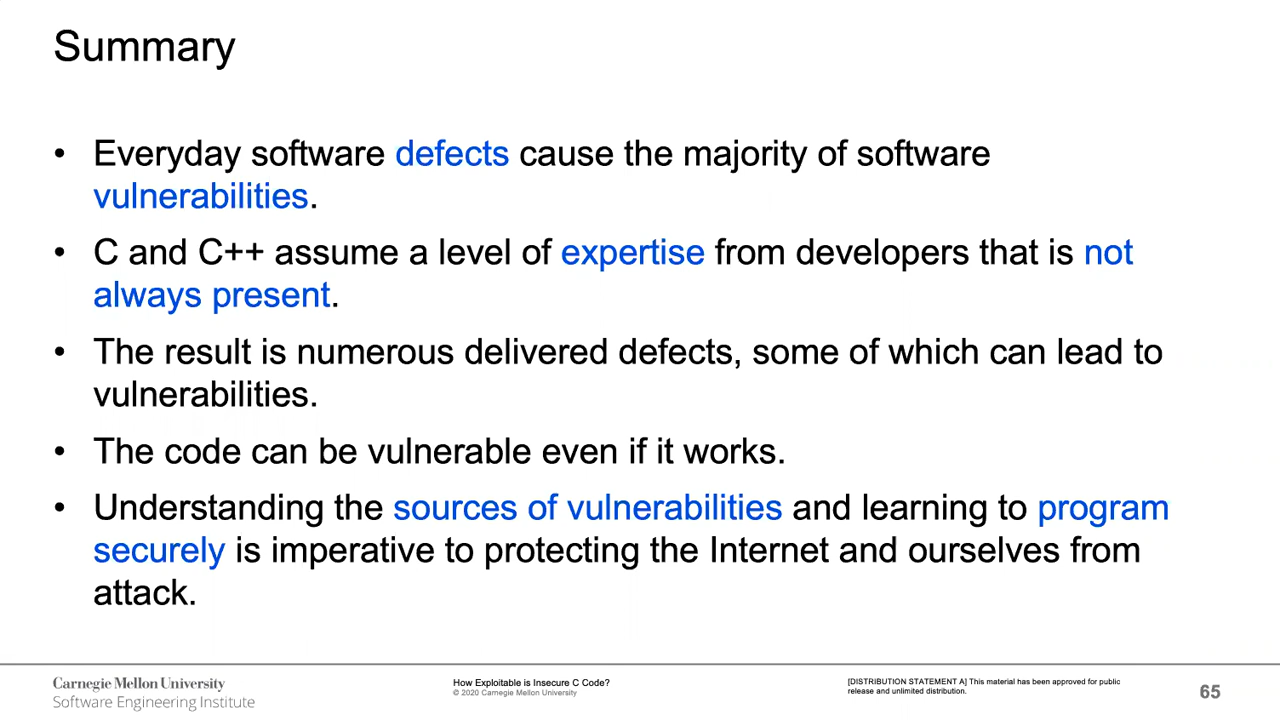 Summary
• Everyday software defects cause the majority of software
vulnerabilities.
• C and C++ assume a level of expertise from developers that is not
always present.
• The result is numerous delivered defects, some of which can lead to
vulnerabilities.
• The code can be vulnerable even if it works.
• Understanding the sources of vulnerabilities and learning to program
securely is imperative to protecting the Internet and ourselves from
attack.
Carnegie Mellon University
Software Engineering Institute
How Exploitable is Insecure C Code?
© 2020 Carnegie Mellon University
[DISTRIBUTION STATEMENT A] This material has been approved for public
release and unlimited distribution.
65